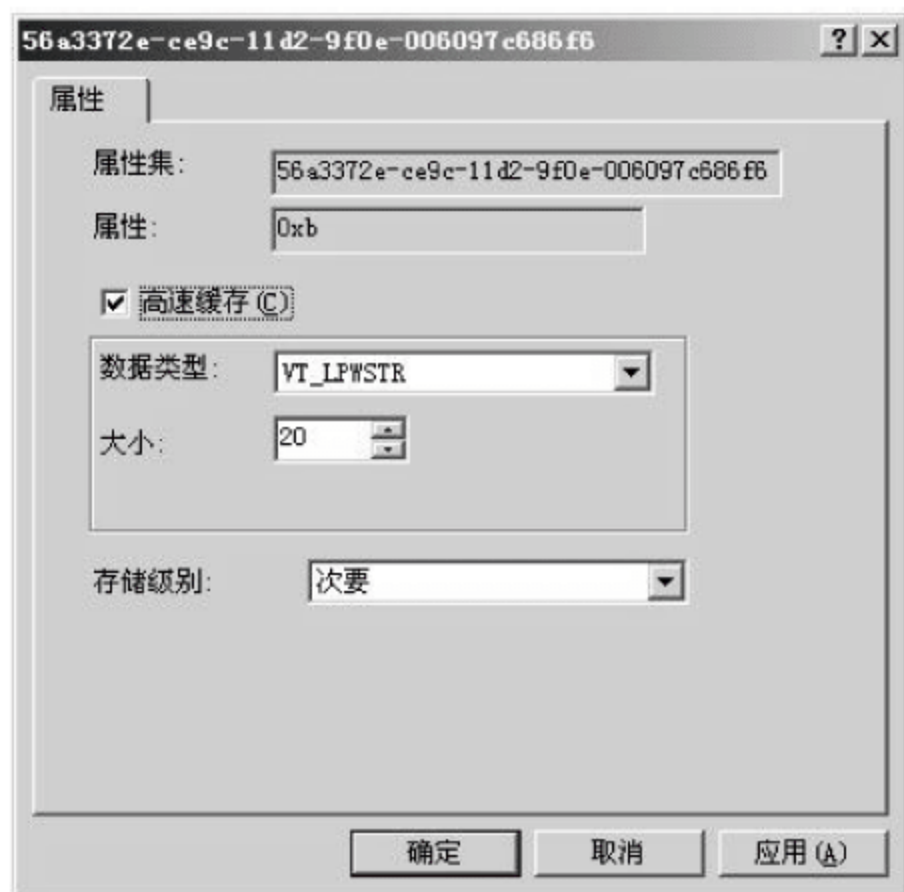 56a3372e-ce9c-11d2-9f0e-006097c686f6
属性
属性集: 56a3372e-ce9c-11d2-9f0e-006097c686f6
属性: 0xb
高速缓存(C)
数据类型: VT_LPWSTR
大小: 20
存储级别: 次要
确定 取消 应用(A)